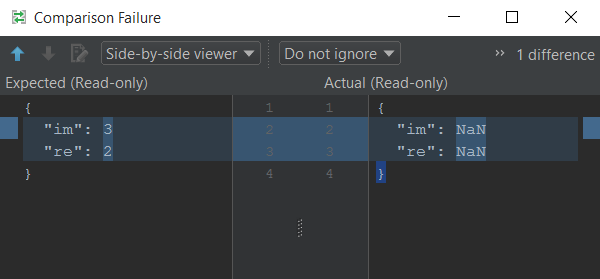 Comparison Failure
Side-by-side viewer Do not ignore >> 1 difference
Expected (Read-only) Actual (Read-only)
{ 1 1 {
"im": 3 2 2 "im": NaN
"re": 2 3 3 "re": NaN
} 4 4 }